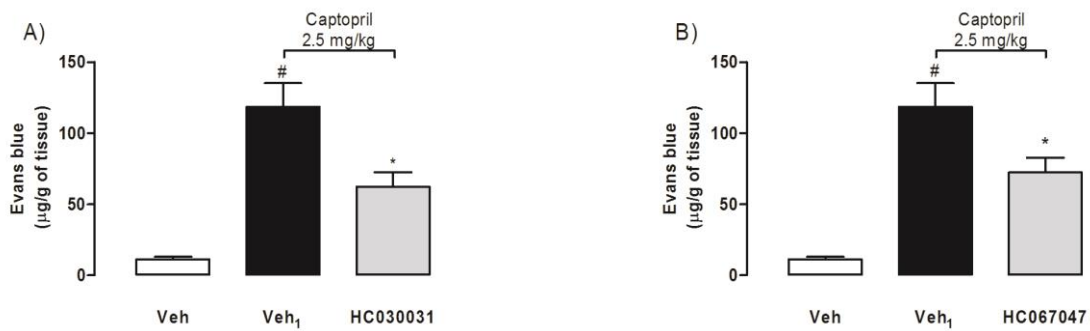 A)
Captopril
2.5 mg/kg
#
*
150
100
50
0
Evans blue
(µg/g of tissue)
Veh Veh₁ HC030031
B)
Captopril
2.5 mg/kg
#
*
150
100
50
0
Evans blue
(µg/g of tissue)
Veh Veh₁ HC067047